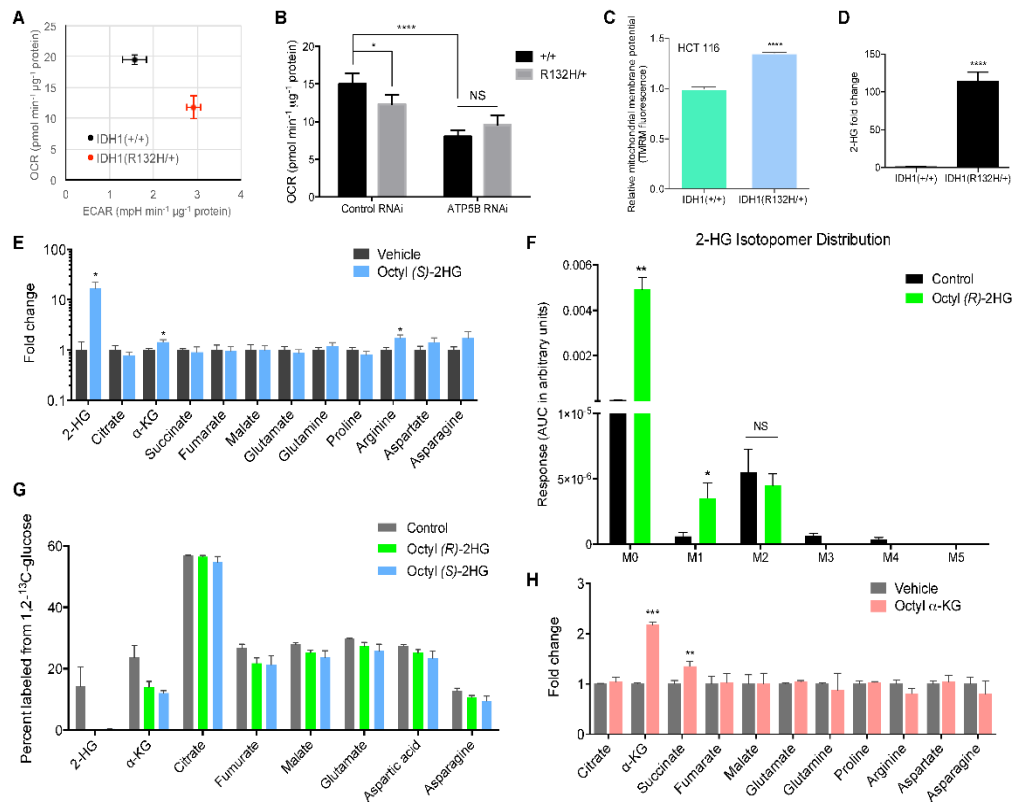 A
OCR (pmol min⁻¹ µg⁻¹ protein)
25
20
15
10
5
0
0
1
2
3
4
IDH1(+/+)
IDH1(R132H/+)
ECAR (mpH min⁻¹ µg⁻¹ protein)
B
OCR (pmol min⁻¹ µg⁻¹ protein)
20
15
10
5
0
****
*
NS
+/+
R132H/+
Control RNAi
ATP5B RNAi
C
Relative mitochondrial membrane potential
(TMRM fluorescence)
1.5
1.0
0.5
0.0
HCT 116
****
IDH1(+/+)
IDH1(R132H/+)
D
2-HG fold change
150
100
50
0
****
IDH1(+/+)
IDH1(R132H/+)
E
Fold change
100
10
1
0.1
Vehicle
Octyl (S)-2HG
*
*
*
2-HG
Citrate
α-KG
Succinate
Fumarate
Malate
Glutamate
Glutamine
Proline
Arginine
Aspartate
Asparagine
F
2-HG Isotopomer Distribution
Response (AUC in arbitrary units)
0.006
0.004
0.002
1×10⁻⁵
5×10⁻⁶
0
Control
Octyl (R)-2HG
**
*
NS
M0
M1
M2
M3
M4
M5
G
Percent labeled from 1,2-¹³C-glucose
60
40
20
0
Control
Octyl (R)-2HG
Octyl (S)-2HG
2-HG
α-KG
Citrate
Fumurate
Malate
Glutamate
Aspartic acid
Asparagine
H
Fold change
3
2
1
0
Vehicle
Octyl α-KG
***
**
Citrate
α-KG
Succinate
Fumarate
Malate
Glutamate
Glutamine
Proline
Arginine
Aspartate
Asparagine